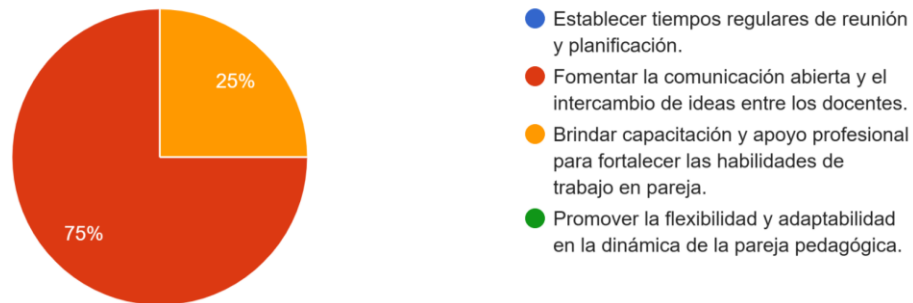 25%
75%
Establecer tiempos regulares de reunión
y planificación.
Fomentar la comunicación abierta y el
intercambio de ideas entre los docentes.
Brindar capacitación y apoyo profesional
para fortalecer las habilidades de
trabajo en pareja.
Promover la flexibilidad y adaptabilidad
en la dinámica de la pareja pedagógica.